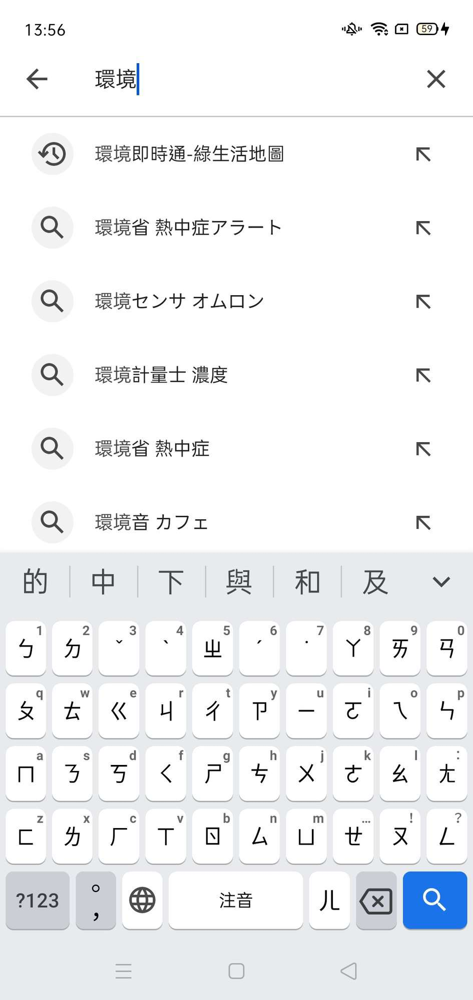 13:56
59
環境
環境即時通-綠生活地圖
環境省 熱中症アラート
環境センサ オムロン
環境計量士 濃度
環境省 熱中症
環境音 カフェ
的 中 下 與 和 及
1 2 3 4 5 6 7 8 9 0
ㄅ ㄉ ˇ ˋ ㄓ ˊ ˙ ㄚ ㄞ ㄢ
q w e r t y u i o p
ㄆ ㄊ ㄍ ㄐ ㄔ ㄗ ㄧ ㄛ ㄟ ㄣ
a s d f g h j k l :
ㄇ ㄋ ㄎ ㄑ ㄕ ㄘ ㄨ ㄜ ㄠ ㄤ
z x c v b n m … ! ?
ㄈ ㄌ ㄏ ㄒ ㄖ ㄙ ㄩ ㄝ ㄡ ㄥ
?123 。 , 注音 ㄦ